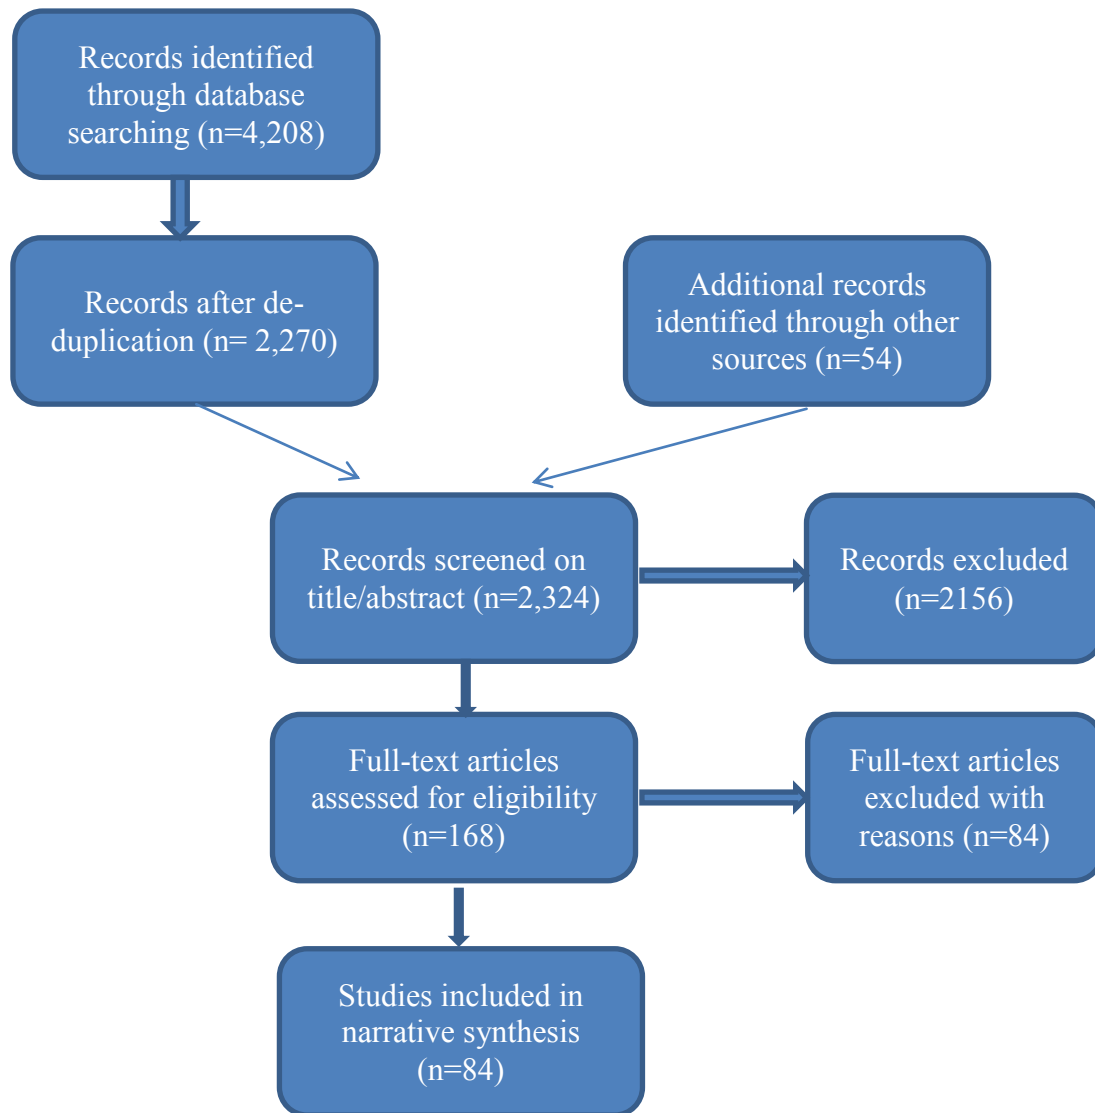 Records identified
through database
searching (n=4,208)
Records after de-
duplication (n= 2,270)
Additional records
identified through other
sources (n=54)
Records screened on
title/abstract (n=2,324)
Records excluded
(n=2156)
Full-text articles
assessed for eligibility
(n=168)
Full-text articles
excluded with
reasons (n=84)
Studies included in
narrative synthesis
(n=84)